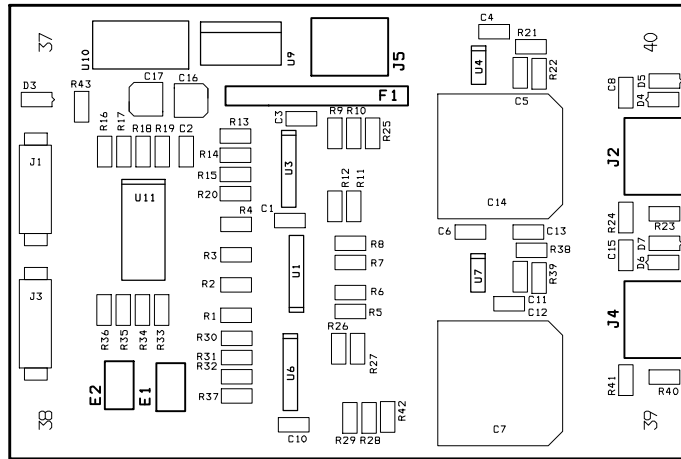 37
U10
U9
J5
C4
R21
40
D3
R43
C17
C16
F1
U4
R22
C5
C8
D5
D4
R16
R17
R18
R19
C2
R13
C3
R9
R10
R25
J1
R14
R15
R20
U3
R12
R11
C14
J2
U11
R4
C1
R24
R23
C6
C13
R3
U1
R8
R7
R38
C15
D7
D6
J3
R2
R6
U7
R39
R1
R5
C11
C12
J4
R36
R35
R34
R33
R30
R26
R31
R32
R27
E2
E1
U6
R37
R41
R40
38
C10
R29
R28
R42
C7
39